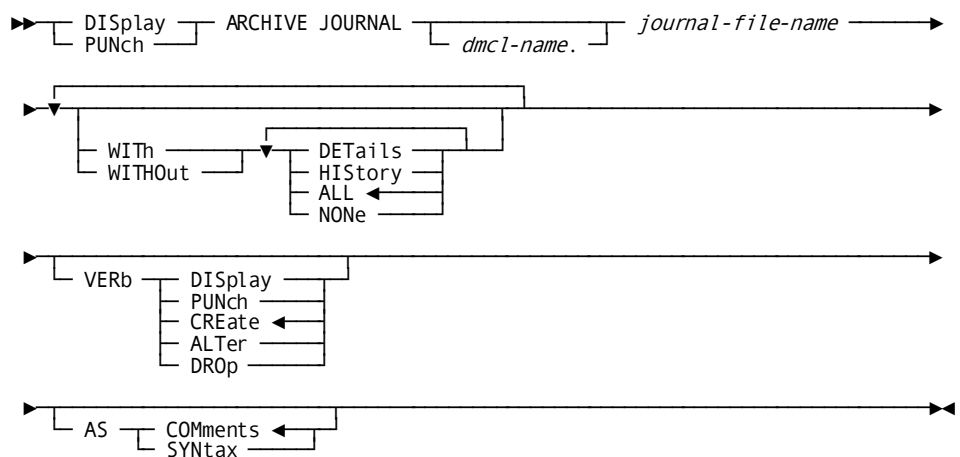 DISplay ARCHIVE JOURNAL journal-file-name
PUNch dmcl-name.
WITh DETails
WITHOut HIStory
ALL
NONe
VERb DISplay
PUNch
CREate
ALTer
DROp
AS COMments
SYNtax